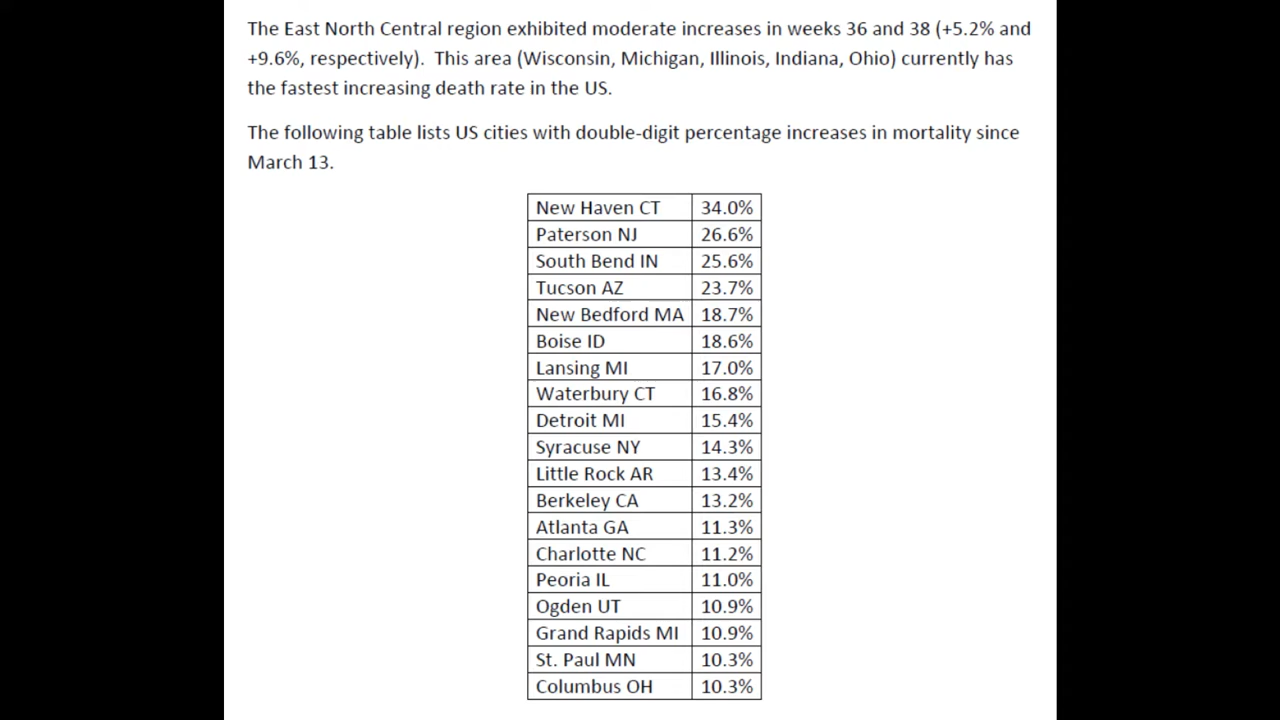 The East North Central region exhibited moderate increases in weeks 36 and 38 (+5.2% and
+9.6%, respectively).  This area (Wisconsin, Michigan, Illinois, Indiana, Ohio) currently has
the fastest increasing death rate in the US.
The following table lists US cities with double-digit percentage increases in mortality since
March 13.
New Haven CT 34.0%
Paterson NJ 26.6%
South Bend IN 25.6%
Tucson AZ 23.7%
New Bedford MA 18.7%
Boise ID 18.6%
Lansing MI 17.0%
Waterbury CT 16.8%
Detroit MI 15.4%
Syracuse NY 14.3%
Little Rock AR 13.4%
Berkeley CA 13.2%
Atlanta GA 11.3%
Charlotte NC 11.2%
Peoria IL 11.0%
Ogden UT 10.9%
Grand Rapids MI 10.9%
St. Paul MN 10.3%
Columbus OH 10.3%